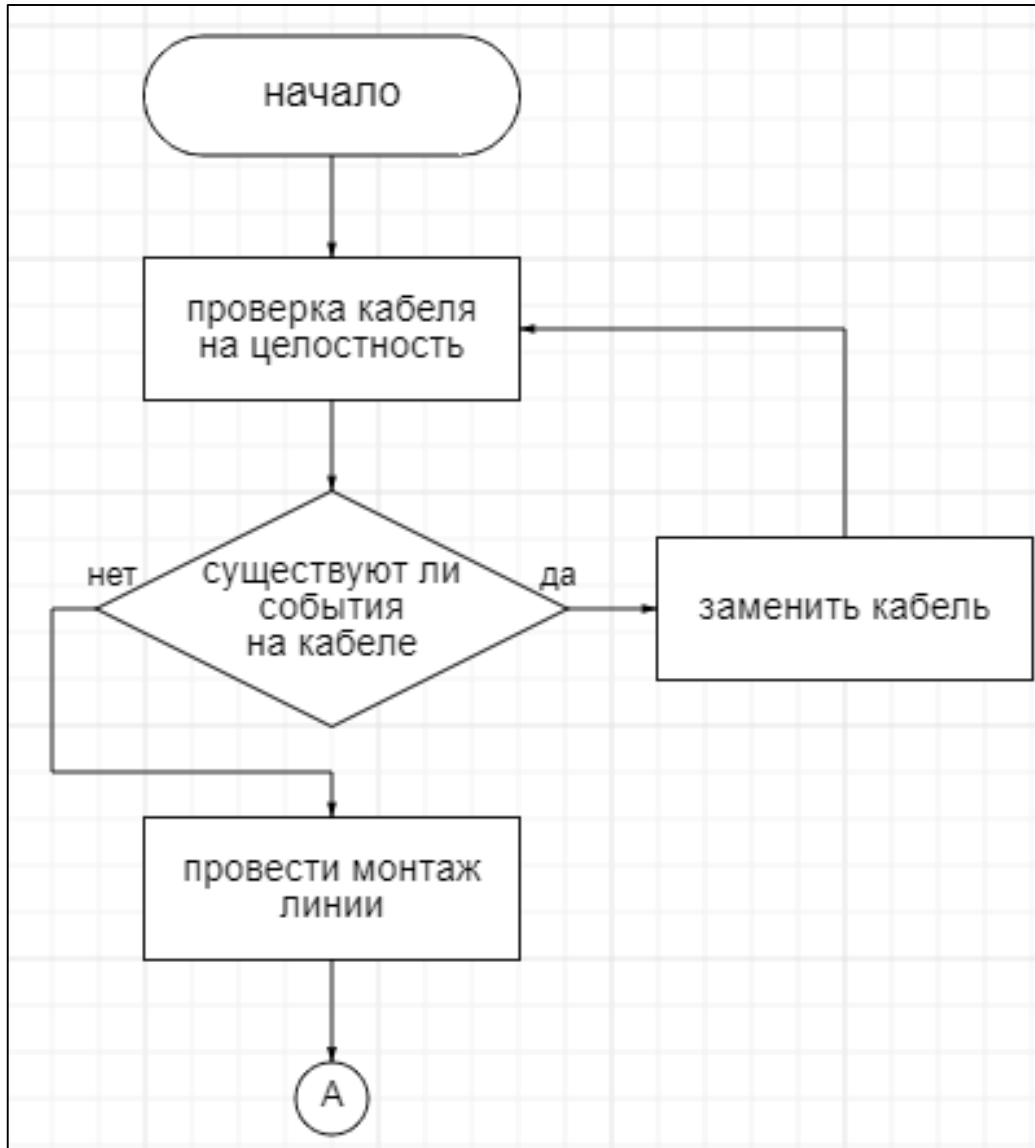 начало
проверка кабеля
на целостность
нет
существуют ли
события
на кабеле
да
заменить кабель
провести монтаж
линии
А